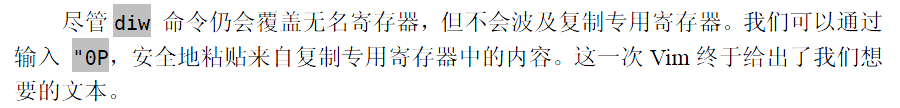 尽管 diw 命令仍会覆盖无名寄存器，但不会波及复制专用寄存器。我们可以通过
输入 "0P，安全地粘贴来自复制专用寄存器中的内容。这一次 Vim 终于给出了我们想
要的文本。